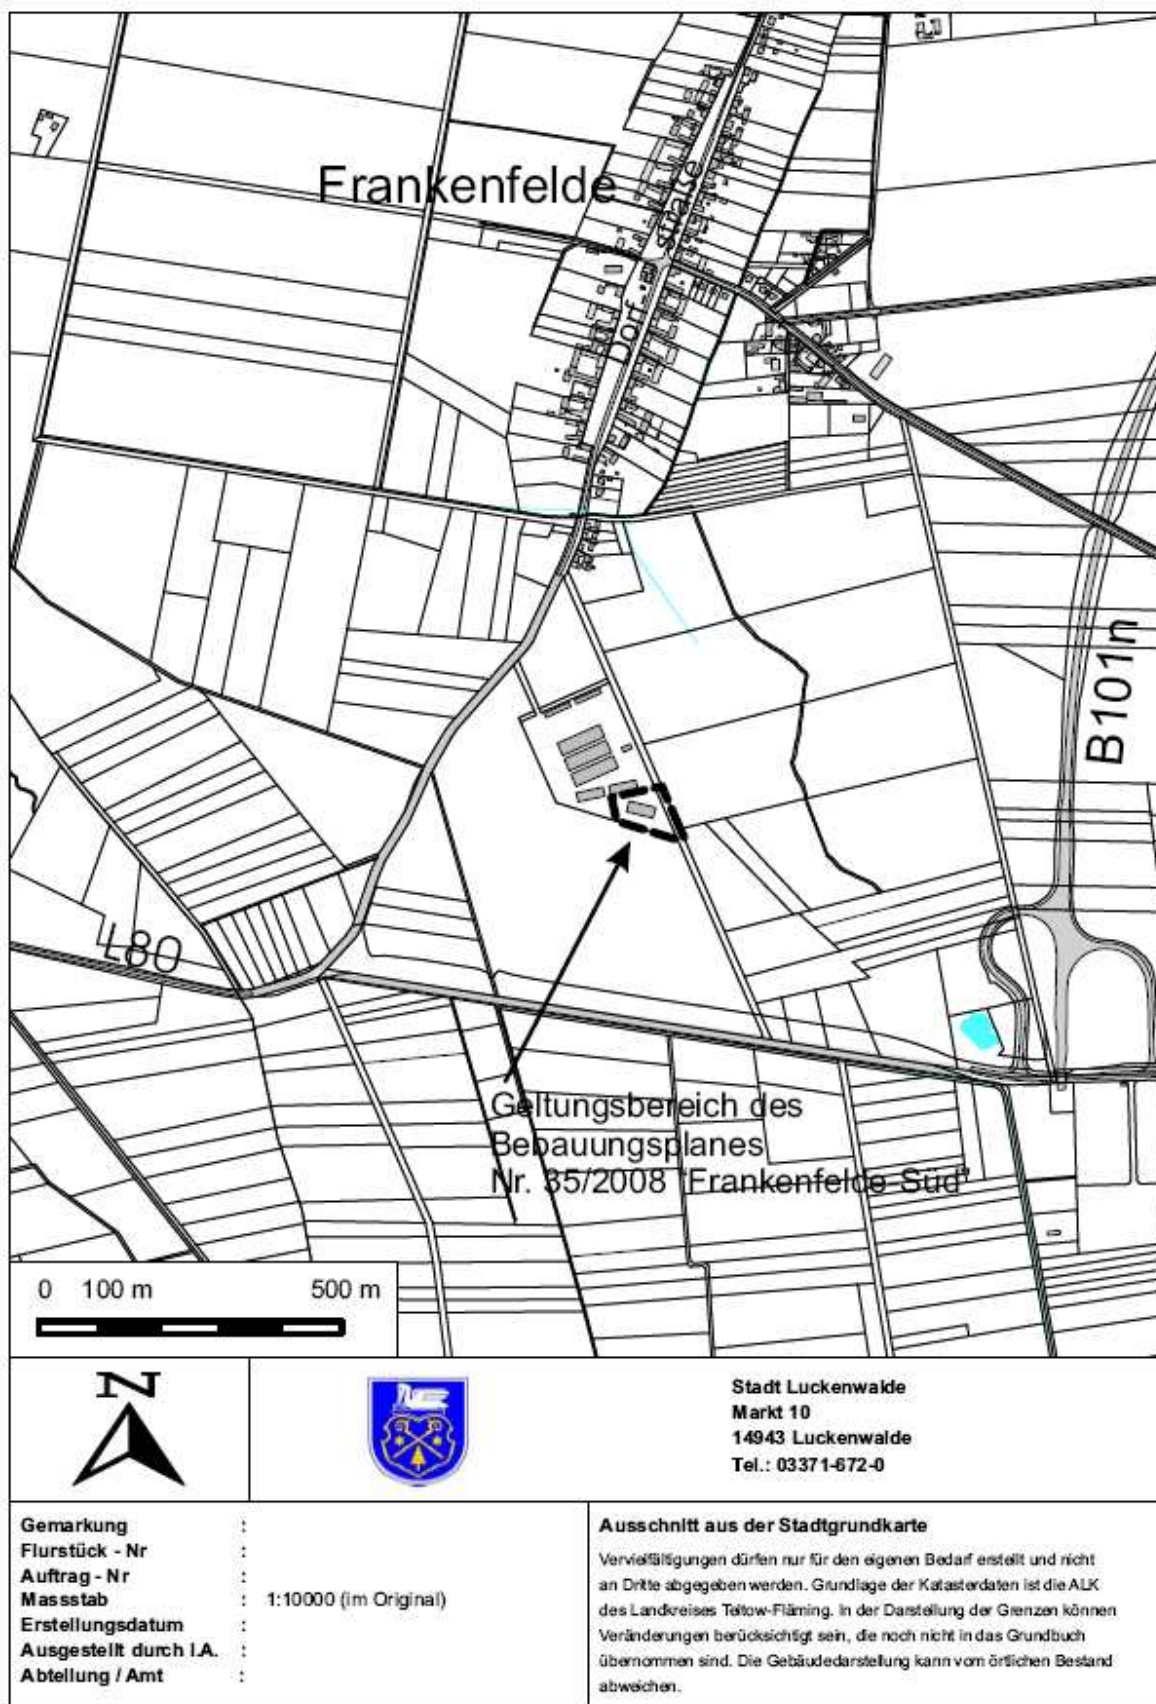 Frankenfelde
Dorfstrasse
B101n
L80
Geltungsbereich des
Bebauungsplanes
Nr. 35/2008 "Frankenfelde-Süd"
0 100 m 500 m
N
Stadt Luckenwalde
Markt 10
14943 Luckenwalde
Tel.: 03371-672-0
Gemarkung :
Flurstück - Nr :
Auftrag - Nr :
Massstab : 1:10000 (im Original)
Erstellungsdatum :
Ausgestellt durch i.A. :
Abteilung / Amt :
Ausschnitt aus der Stadtgrundkarte
Vervielfältigungen dürfen nur für den eigenen Bedarf erstellt und nicht
an Dritte abgegeben werden. Grundlage der Katasterdaten ist die ALK
des Landkreises Teltow-Fläming. In der Darstellung der Grenzen können
Veränderungen berücksichtigt sein, die noch nicht in das Grundbuch
übernommen sind. Die Gebäudedarstellung kann vom örtlichen Bestand
abweichen.